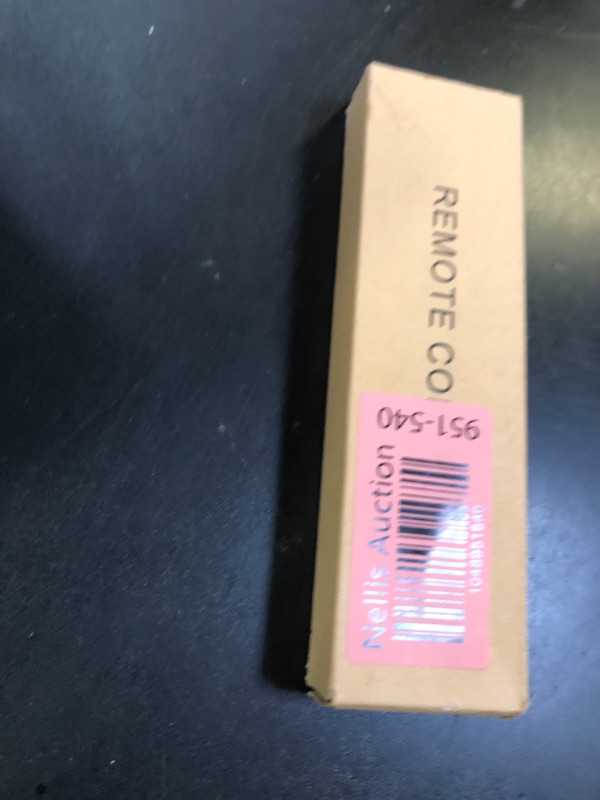 REMOTE CO
951-540
Nellis Auction